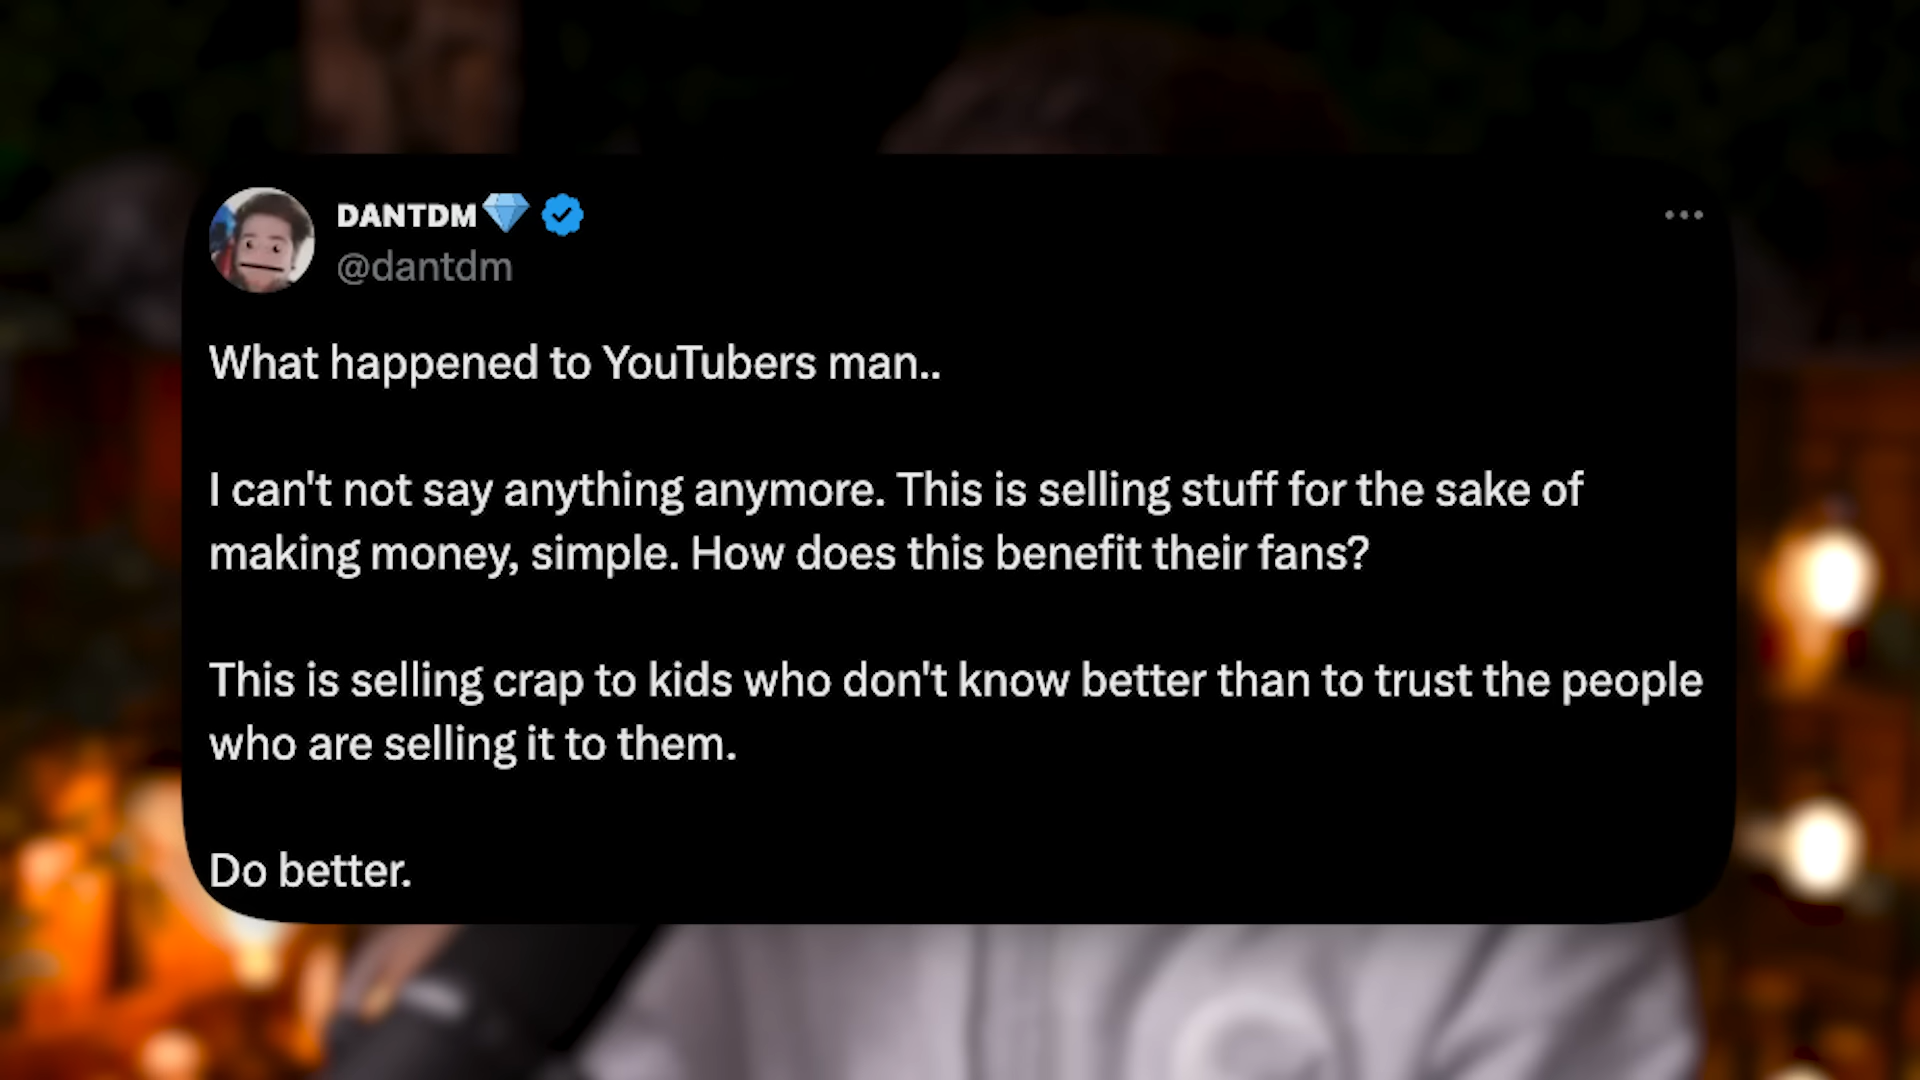 DANTDM💎
@dantdm
What happened to YouTubers man..
I can't not say anything anymore. This is selling stuff for the sake of
making money, simple. How does this benefit their fans?
This is selling crap to kids who don't know better than to trust the people
who are selling it to them.
Do better.